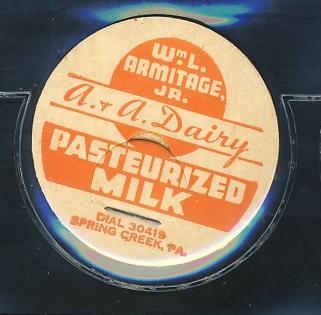 Wm. L.
ARMITAGE,
JR.
A. & A. Dairy
PASTEURIZED
MILK
DIAL 30419
SPRING CREEK, PA.